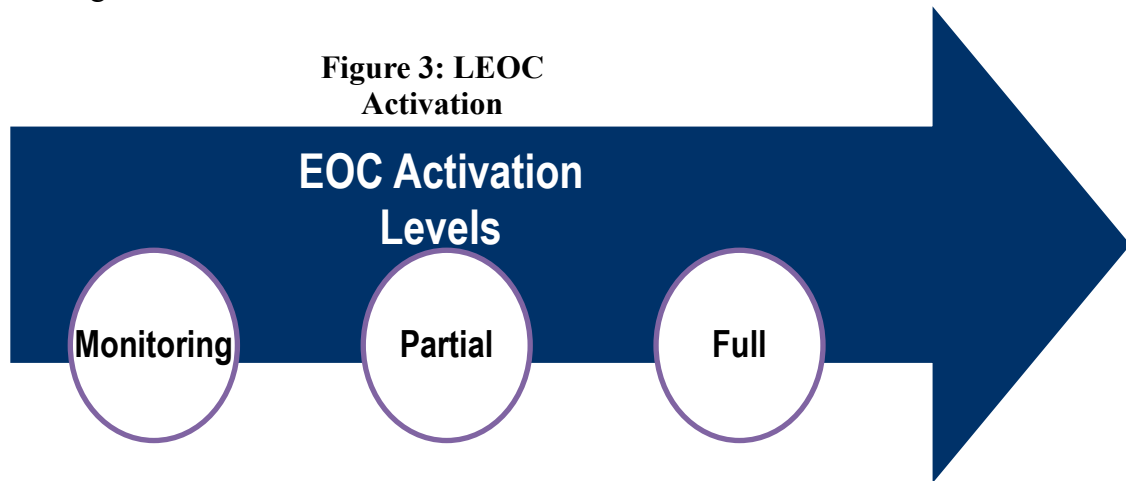 Figure 3: LEOC
Activation
EOC Activation
Levels
Monitoring
Partial
Full